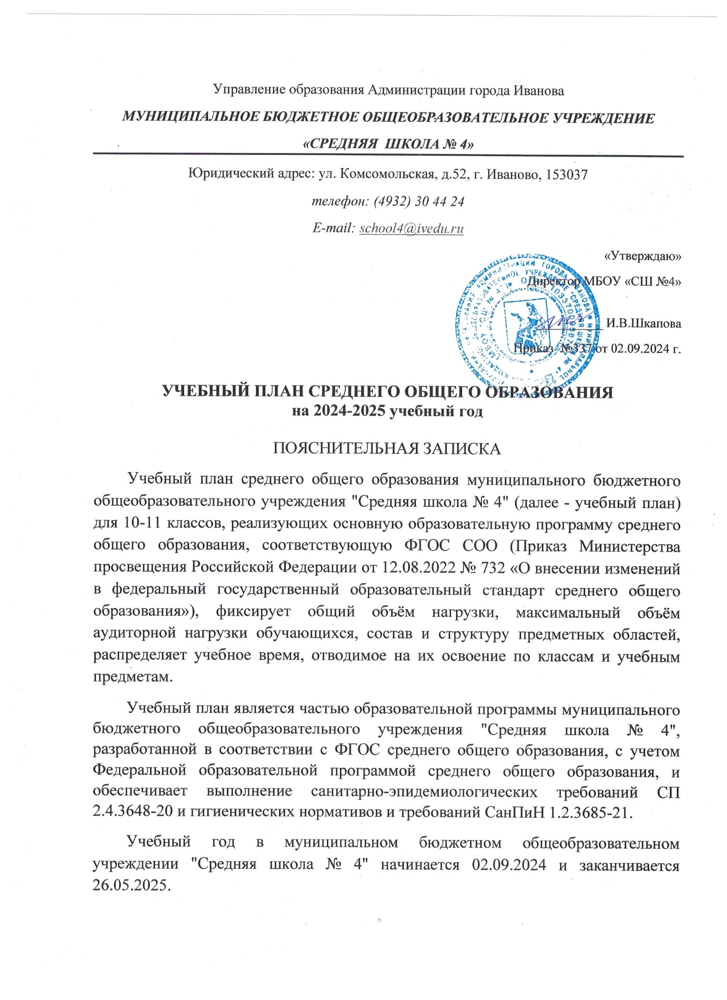 Управление образования Администрации города Иванова
МУНИЦИПАЛЬНОЕ БЮДЖЕТНОЕ ОБЩЕОБРАЗОВАТЕЛЬНОЕ УЧРЕЖДЕНИЕ
«СРЕДНЯЯ ШКОЛА № 4»
Юридический адрес: ул. Комсомольская, д.52, г. Иваново, 153037
телефон: (4932) 30 44 24
E-mail: school4@ivedu.ru
«Утверждаю»
Директор МБОУ «СШ №4»
И.В.Шкапова
Приказ №337 от 02.09.2024 г.
УЧЕБНЫЙ ПЛАН СРЕДНЕГО ОБЩЕГО ОБРАЗОВАНИЯ
на 2024-2025 учебный год
ПОЯСНИТЕЛЬНАЯ ЗАПИСКА
Учебный план среднего общего образования муниципального бюджетного
общеобразовательного учреждения "Средняя школа № 4" (далее - учебный план)
для 10-11 классов, реализующих основную образовательную программу среднего
общего образования, соответствующую ФГОС СОО (Приказ Министерства
просвещения Российской Федерации от 12.08.2022 № 732 «О внесении изменений
в федеральный государственный образовательный стандарт среднего общего
образования»), фиксирует общий объём нагрузки, максимальный объём
аудиторной нагрузки обучающихся, состав и структуру предметных областей,
распределяет учебное время, отводимое на их освоение по классам и учебным
предметам.
Учебный план является частью образовательной программы муниципального
бюджетного общеобразовательного учреждения "Средняя школа № 4",
разработанной в соответствии с ФГОС среднего общего образования, с учетом
Федеральной образовательной программой среднего общего образования, и
обеспечивает выполнение санитарно-эпидемиологических требований СП
2.4.3648-20 и гигиенических нормативов и требований СанПиН 1.2.3685-21.
Учебный год в муниципальном бюджетном общеобразовательном
учреждении "Средняя школа № 4" начинается 02.09.2024 и заканчивается
26.05.2025.